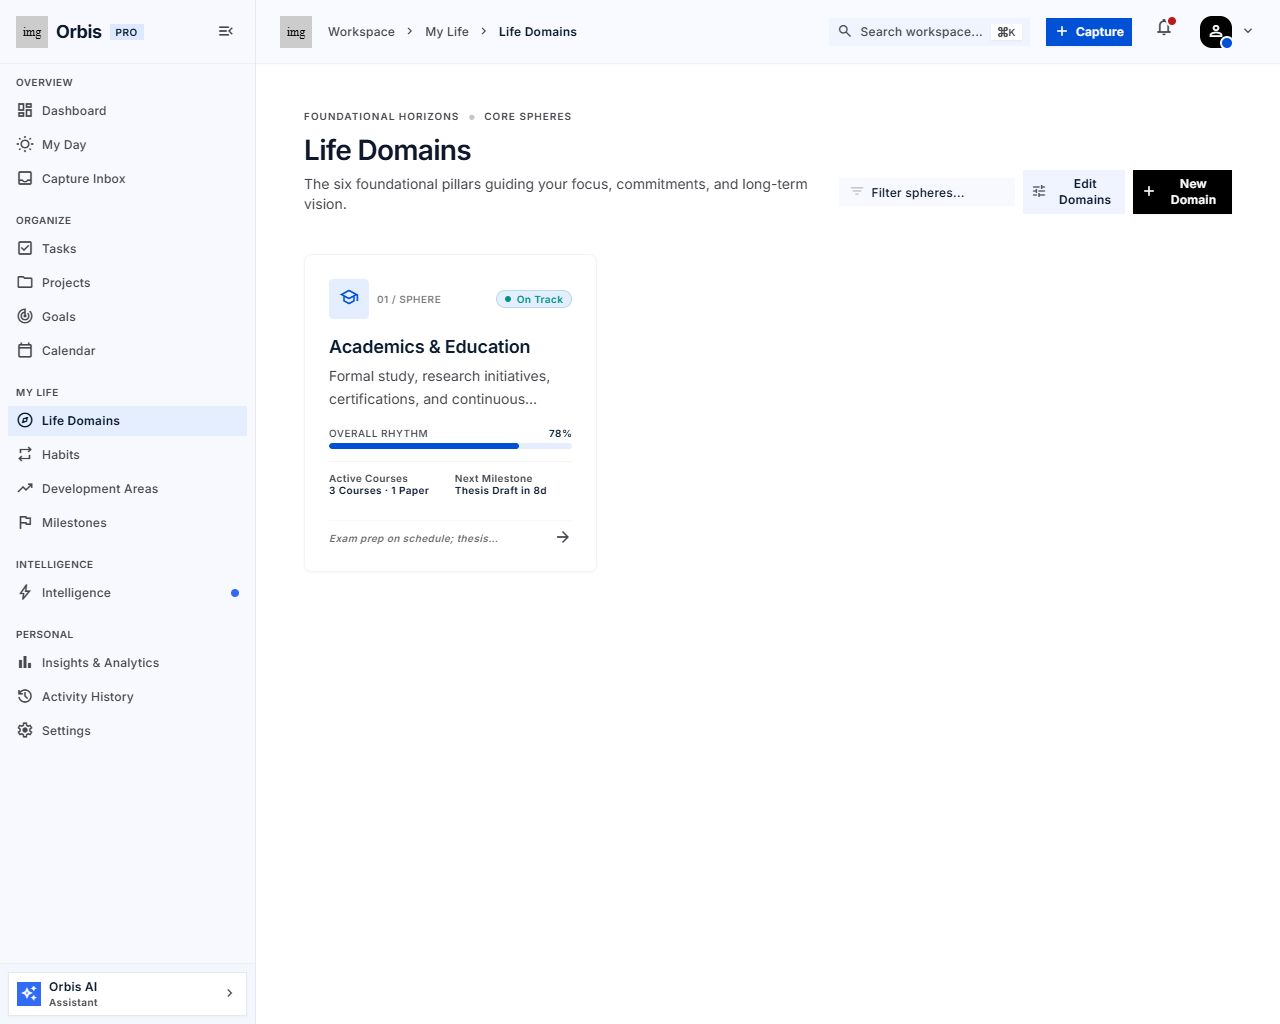 img Orbis PRO
OVERVIEW
Dashboard
My Day
Capture Inbox
ORGANIZE
Tasks
Projects
Goals
Calendar
MY LIFE
Life Domains
Habits
Development Areas
Milestones
INTELLIGENCE
Intelligence
PERSONAL
Insights & Analytics
Activity History
Settings
Orbis AI
Assistant
img Workspace My Life Life Domains Search workspace... ⌘K Capture
FOUNDATIONAL HORIZONS CORE SPHERES
Life Domains
The six foundational pillars guiding your focus, commitments, and long-term
vision.
Filter spheres...
Edit
Domains
New
Domain
01 / SPHERE On Track
Academics & Education
Formal study, research initiatives,
certifications, and continuous...
OVERALL RHYTHM 78%
Active Courses Next Milestone
3 Courses · 1 Paper Thesis Draft in 8d
Exam prep on schedule; thesis...